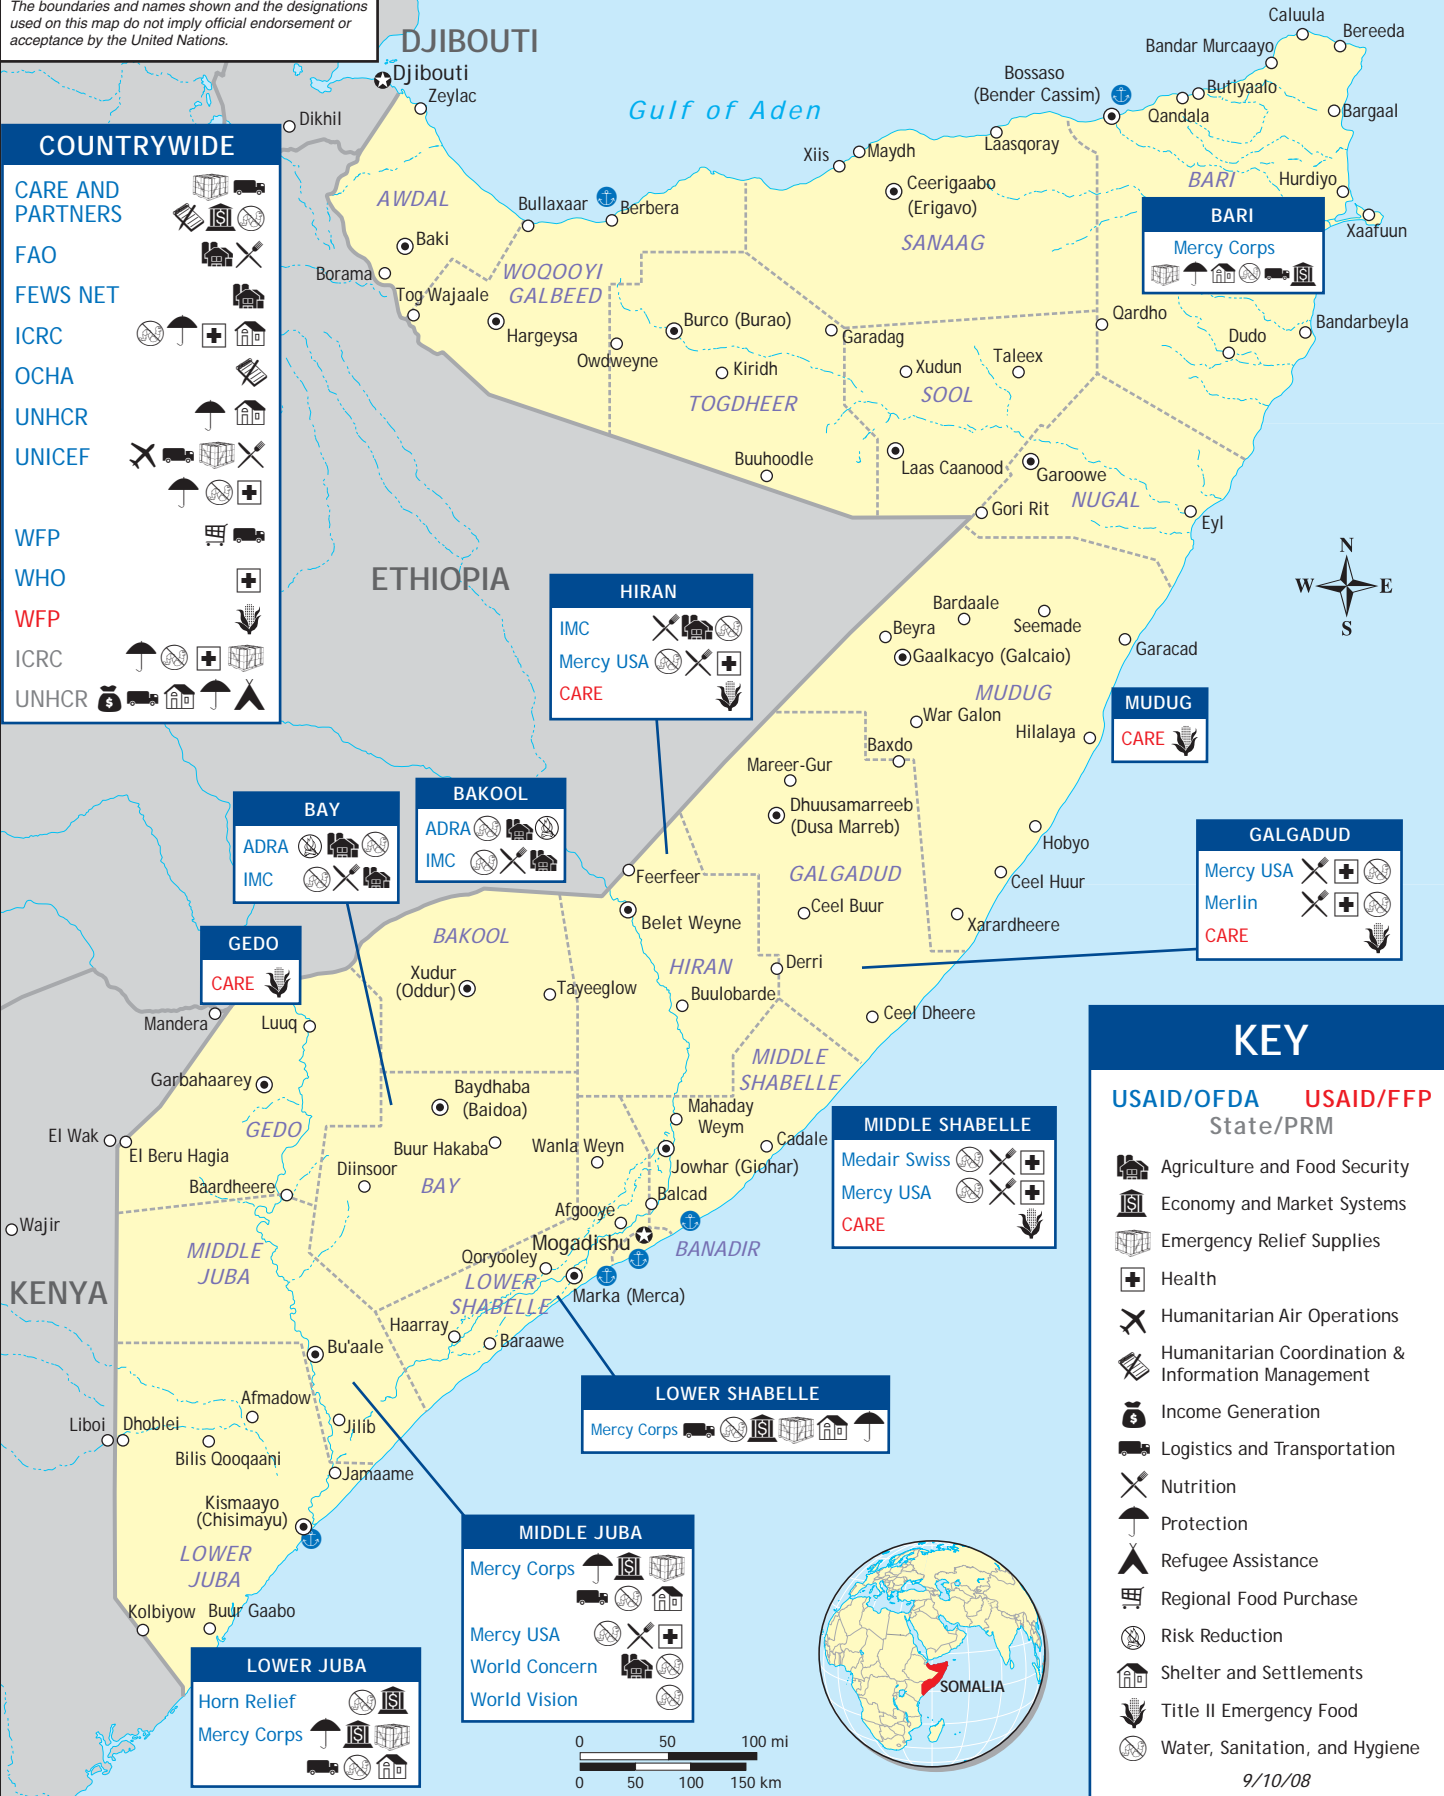 The boundaries and names shown and the designations
used on this map do not imply official endorsement or
acceptance by the United Nations.
DJIBOUTI
Djibouti
Zeylac
Dikhil
Gulf of Aden
Caluula
Bereeda
Bandar Murcaayo
Bossaso
(Bender Cassim)
Butiyaalo
Qandala
Bargaal
Laasqoray
Maydh
Xiis
BARI
Hurdiyo
Xaafuun
Ceerigaabo
(Erigavo)
SANAAG
AWDAL
Bullaxaar
Berbera
Baki
Borama
Tog Wajaale
WOQOOYI
GALBEED
Hargeysa
Owdweyne
Burco (Burao)
Kiridh
TOGDHEER
Garadag
Xudun
Taleex
SOOL
Qardho
Dudo
Bandarbeyla
Buuhoodle
Laas Caanood
Garoowe
NUGAL
Gori Rit
Eyl
BARI
Mercy Corps
COUNTRYWIDE
CARE AND
PARTNERS
FAO
FEWS NET
ICRC
OCHA
UNHCR
UNICEF
WFP
WHO
WFP
ICRC
UNHCR
ETHIOPIA
N
W
E
S
HIRAN
IMC
Mercy USA
CARE
Bardaale
Seemade
Beyra
Gaalkacyo (Galcaio)
Garacad
MUDUG
War Galon
Hilalaya
Baxdo
MUDUG
CARE
Mareer-Gur
Dhuusamarreeb
(Dusa Marreb)
Hobyo
GALGADUD
Ceel Huur
Ceel Buur
Xarardheere
BAY
ADRA
IMC
BAKOOL
ADRA
IMC
GALGADUD
Mercy USA
Merlin
CARE
Feerfeer
Belet Weyne
BAKOOL
GEDO
CARE
Xudur
(Oddur)
Tayeeglow
HIRAN
Buulobarde
Derri
Ceel Dheere
Mandera
Luuq
Garbahaarey
MIDDLE
SHABELLE
Baydhaba
(Baidoa)
Mahaday
Weym
GEDO
El Wak
El Beru Hagia
Buur Hakaba
Wanla Weyn
Cadale
Jowhar (Giohar)
Diinsoor
BAY
Baardheere
Balcad
Afgooye
Wajir
Mogadishu
BANADIR
MIDDLE
JUBA
Qoryooley
LOWER
SHABELLE
Marka (Merca)
KENYA
Haarray
Baraawe
Bu'aale
MIDDLE SHABELLE
Medair Swiss
Mercy USA
CARE
LOWER SHABELLE
Mercy Corps
Afmadow
Jilib
Liboi
Dhoblei
Bilis Qooqaani
Jamaame
Kismaayo
(Chisimayu)
LOWER
JUBA
Kolbiyow
Buur Gaabo
LOWER JUBA
Horn Relief
Mercy Corps
MIDDLE JUBA
Mercy Corps
Mercy USA
World Concern
World Vision
0 50 100 mi
0 50 100 150 km
SOMALIA
KEY
USAID/OFDA USAID/FFP
State/PRM
Agriculture and Food Security
Economy and Market Systems
Emergency Relief Supplies
Health
Humanitarian Air Operations
Humanitarian Coordination &
Information Management
Income Generation
Logistics and Transportation
Nutrition
Protection
Refugee Assistance
Regional Food Purchase
Risk Reduction
Shelter and Settlements
Title II Emergency Food
Water, Sanitation, and Hygiene
9/10/08